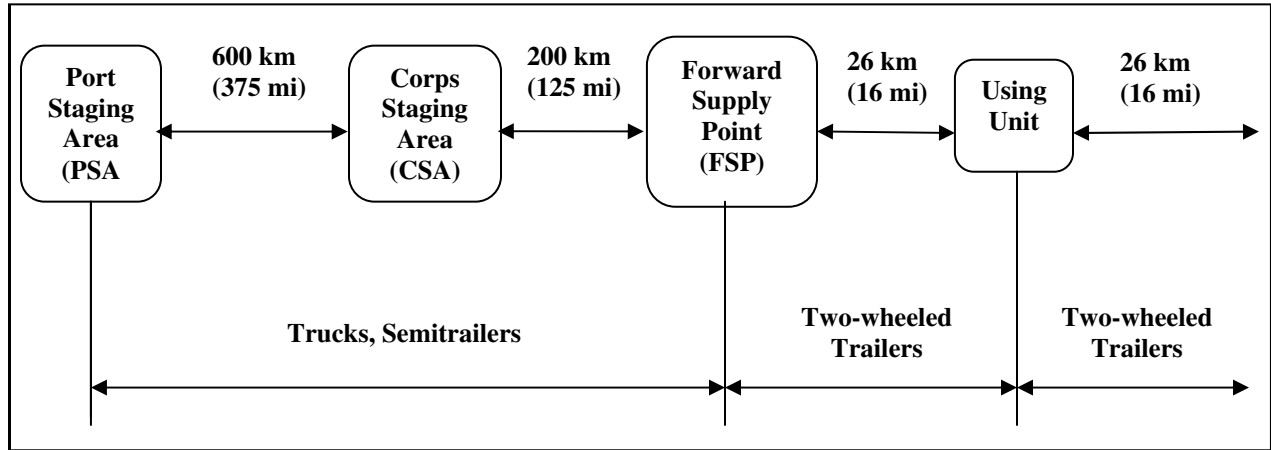 Port
Staging
Area
(PSA
600 km
(375 mi)
Corps
Staging
Area
(CSA)
200 km
(125 mi)
Forward
Supply
Point
(FSP)
26 km
(16 mi)
Using
Unit
26 km
(16 mi)
Trucks, Semitrailers
Two-wheeled
Trailers
Two-wheeled
Trailers